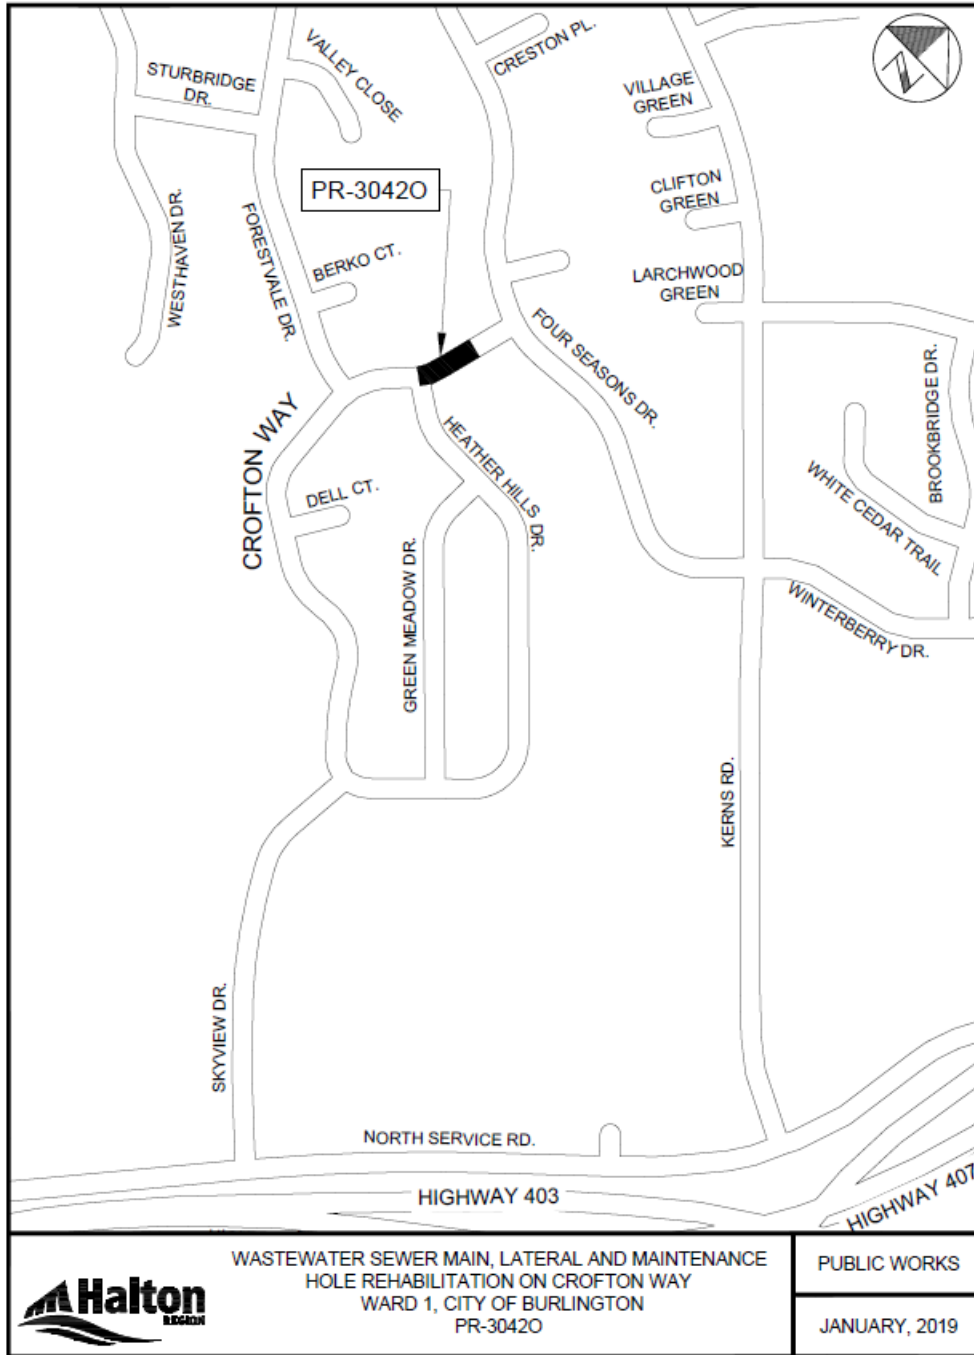 CRESTON PL.
VALLEY CLOSE
STURBRIDGE
DR.
VILLAGE
GREEN
N
PR-3042O
CLIFTON
GREEN
WESTHAVEN DR.
FORESTVALE DR.
BERKO CT.
LARCHWOOD
GREEN
FOUR SEASONS DR.
BROOKBRIDGE DR.
CROFTON WAY
HEATHER HILLS DR.
DELL CT.
WHITE CEDAR TRAIL
GREEN MEADOW DR.
WINTERBERRY DR.
KERNS RD.
SKYVIEW DR.
NORTH SERVICE RD.
HIGHWAY 403
HIGHWAY 407
Halton
REGION
WASTEWATER SEWER MAIN, LATERAL AND MAINTENANCE
HOLE REHABILITATION ON CROFTON WAY
WARD 1, CITY OF BURLINGTON
PR-3042O
PUBLIC WORKS
JANUARY, 2019